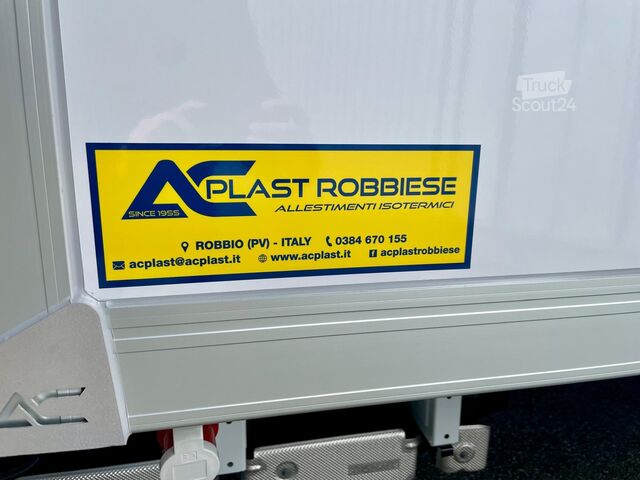 Truck
Scout24
AC PLAST ROBBIESE
SINCE 1955
ALLESTIMENTI ISOTERMICI
ROBBIO (PV) - ITALY 0384 670 155
acplast@acplast.it www.acplast.it acplastrobbiese
AC